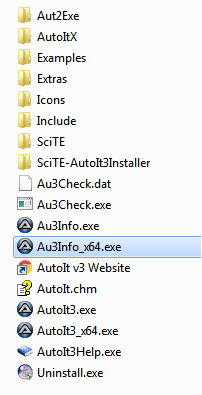 Aut2Exe
AutoItX
Examples
Extras
Icons
Include
SciTE
SciTE-AutoIt3Installer
Au3Check.dat
Au3Check.exe
Au3Info.exe
Au3Info_x64.exe
AutoIt v3 Website
AutoIt.chm
AutoIt3.exe
AutoIt3_x64.exe
AutoIt3Help.exe
Uninstall.exe